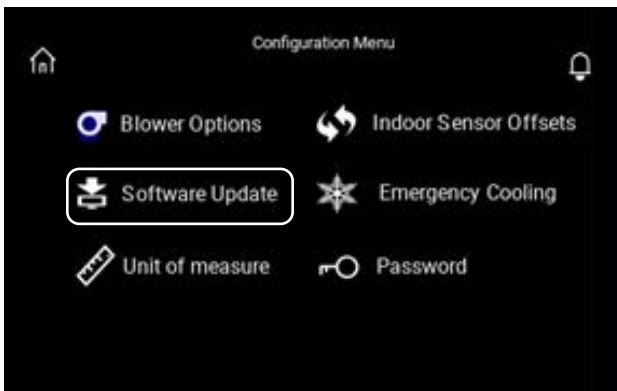 Configuration Menu
Blower Options
Indoor Sensor Offsets
Software Update
Emergency Cooling
Unit of measure
Password